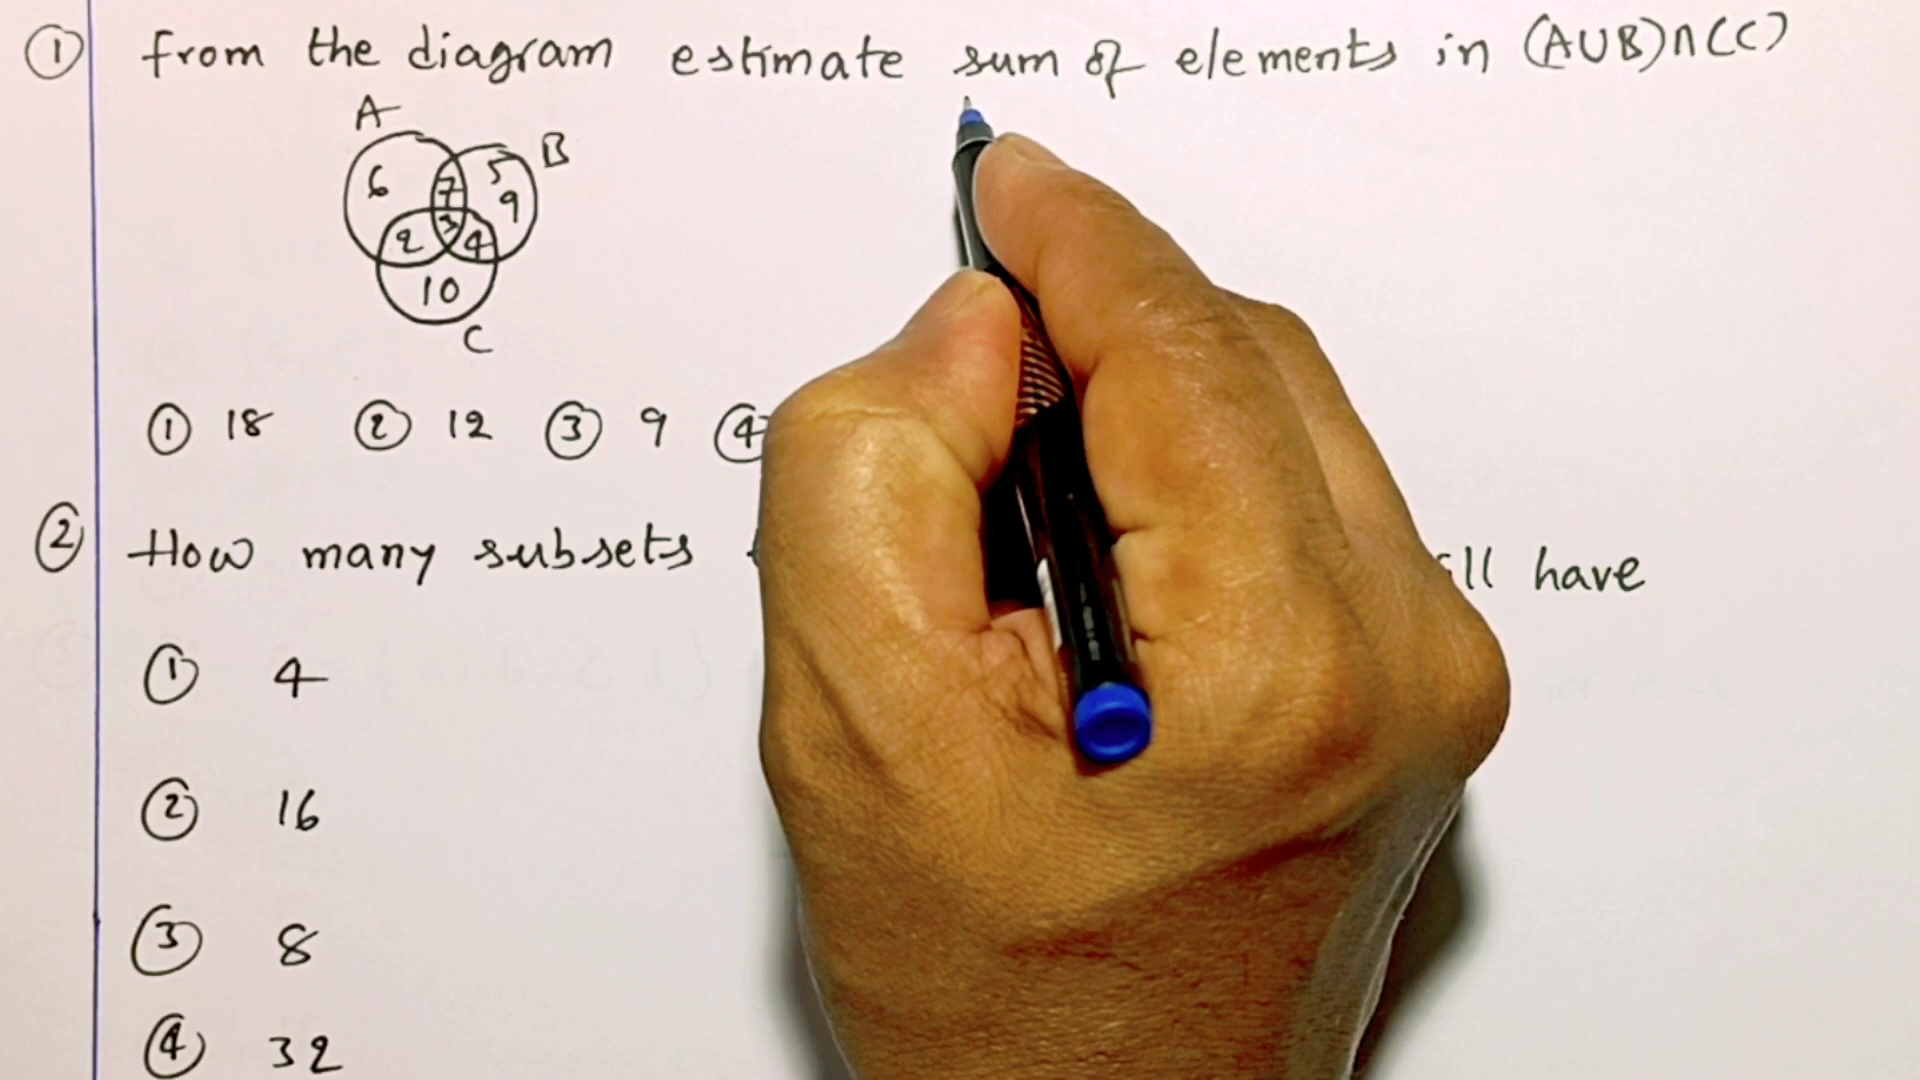 ① from the diagram estimate sum of elements in (AUB)∩(C)
A
B
6 7 5
9
3
2 4
10
C
① 18 ② 12 ③ 9 ④
② How many subsets have
① 4
② 16
③ 8
④ 32